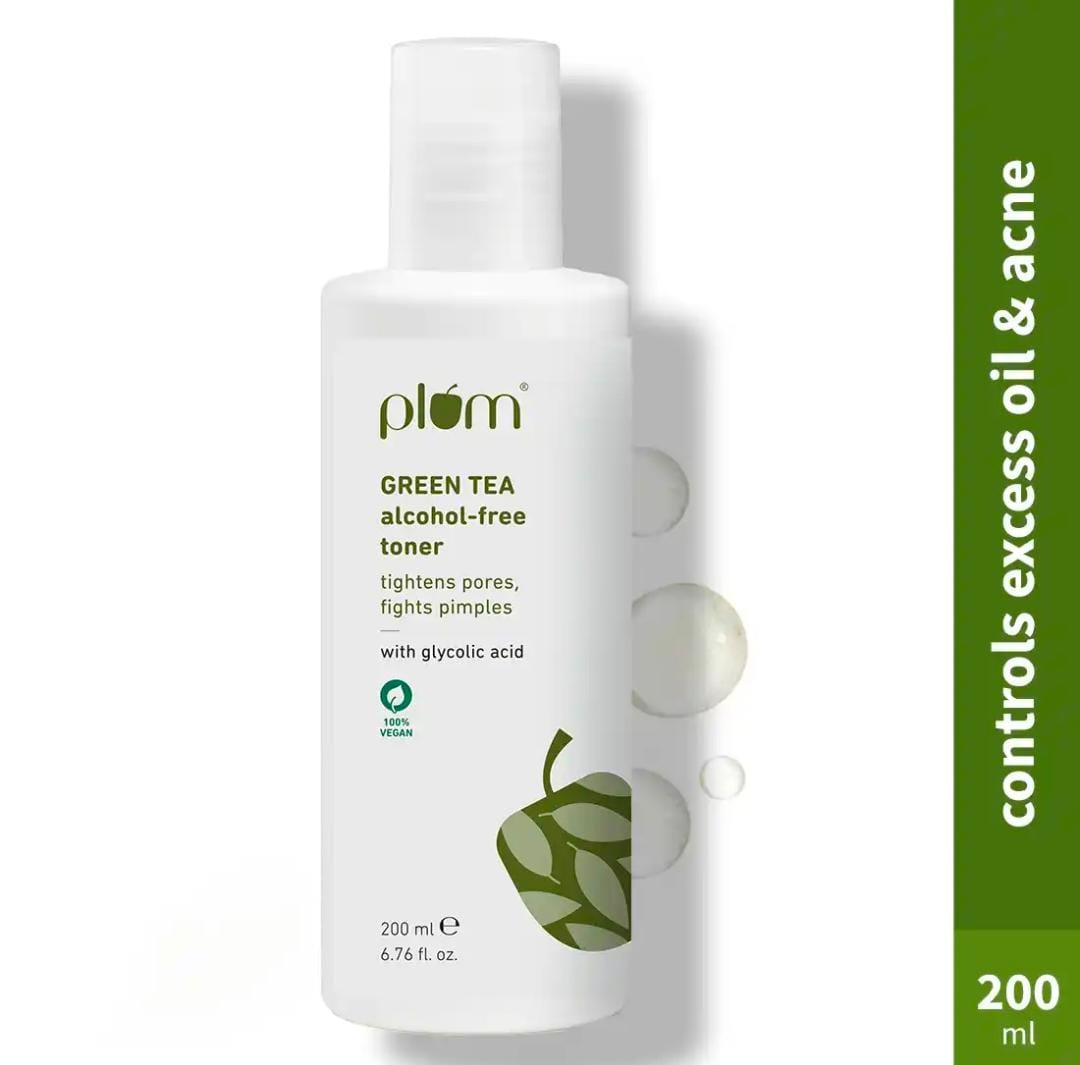 plum®
GREEN TEA
alcohol-free
toner
tightens pores,
fights pimples
with glycolic acid
100%
VEGAN
200 ml ℮
6.76 fl. oz.
controls excess oil & acne
200
ml